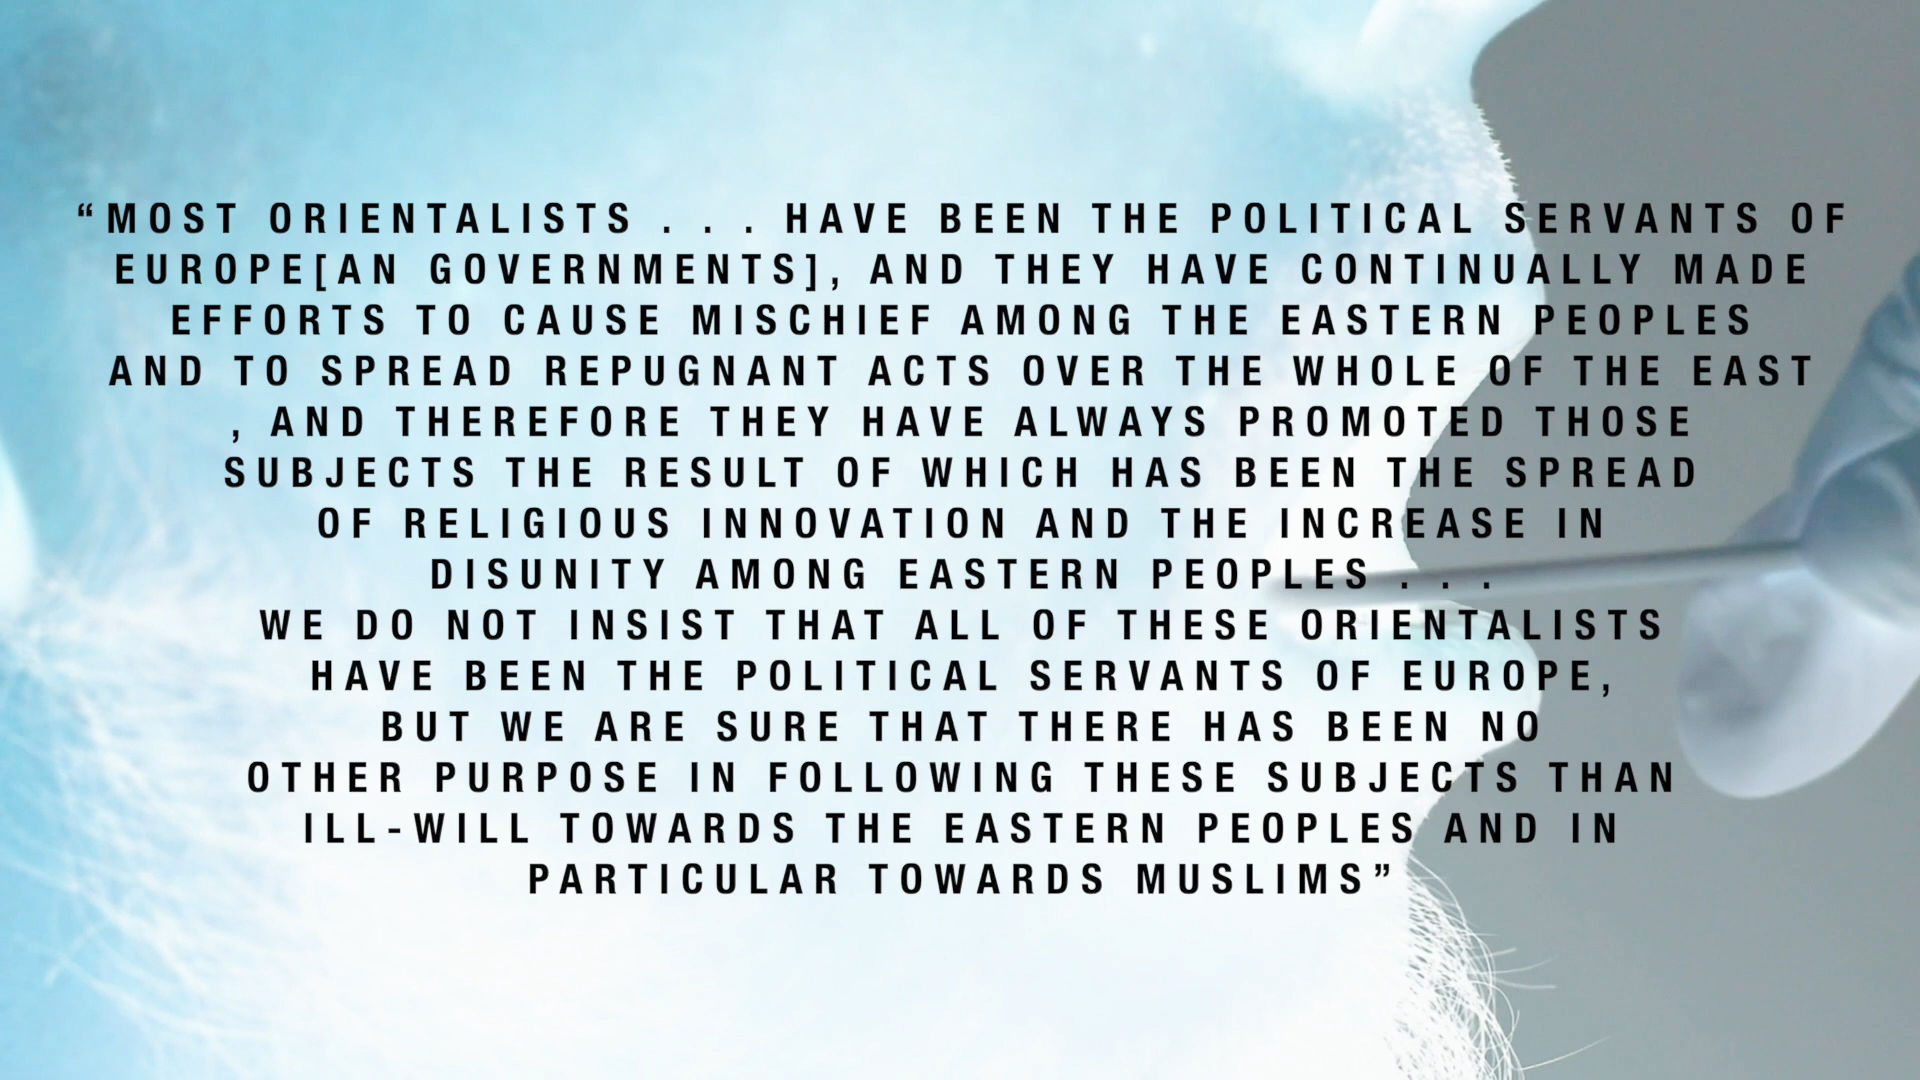 “MOST ORIENTALISTS . . . HAVE BEEN THE POLITICAL SERVANTS OF
EUROPE[AN GOVERNMENTS], AND THEY HAVE CONTINUALLY MADE
EFFORTS TO CAUSE MISCHIEF AMONG THE EASTERN PEOPLES
AND TO SPREAD REPUGNANT ACTS OVER THE WHOLE OF THE EAST
, AND THEREFORE THEY HAVE ALWAYS PROMOTED THOSE
SUBJECTS THE RESULT OF WHICH HAS BEEN THE SPREAD
OF RELIGIOUS INNOVATION AND THE INCREASE IN
DISUNITY AMONG EASTERN PEOPLES . . .
WE DO NOT INSIST THAT ALL OF THESE ORIENTALISTS
HAVE BEEN THE POLITICAL SERVANTS OF EUROPE,
BUT WE ARE SURE THAT THERE HAS BEEN NO
OTHER PURPOSE IN FOLLOWING THESE SUBJECTS THAN
ILL-WILL TOWARDS THE EASTERN PEOPLES AND IN
PARTICULAR TOWARDS MUSLIMS”